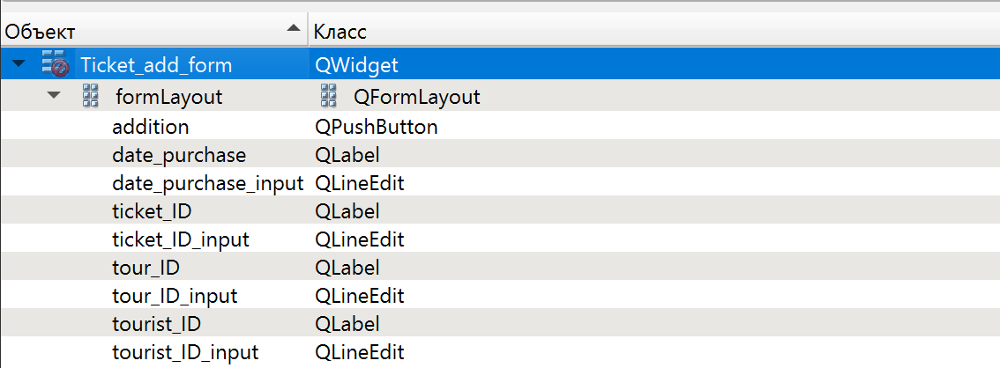 Объект Класс
Ticket_add_form QWidget
formLayout QFormLayout
addition QPushButton
date_purchase QLabel
date_purchase_input QLineEdit
ticket_ID QLabel
ticket_ID_input QLineEdit
tour_ID QLabel
tour_ID_input QLineEdit
tourist_ID QLabel
tourist_ID_input QLineEdit